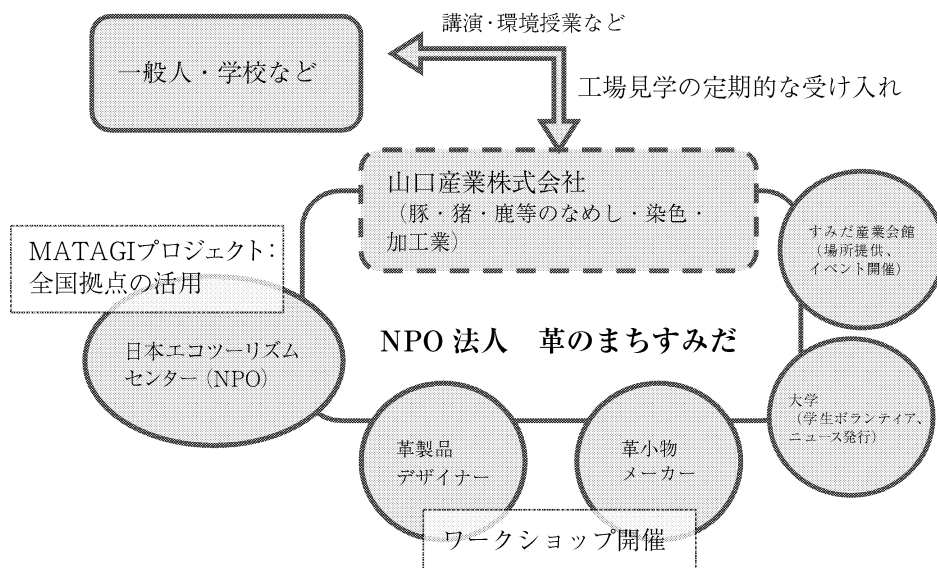 講演・環境授業など
一般人・学校など
工場見学の定期的な受け入れ
山口産業株式会社
（豚・猪・鹿等のなめし・染色・
加工業）
すみだ産業会館
（場所提供、
イベント開催）
MATAGIプロジェクト：
全国拠点の活用
NPO 法人　革のまちすみだ
日本エコツーリズム
センター（NPO）
大学
（学生ボランティア、
ニュース発行）
革製品
デザイナー
革小物
メーカー
ワークショップ開催